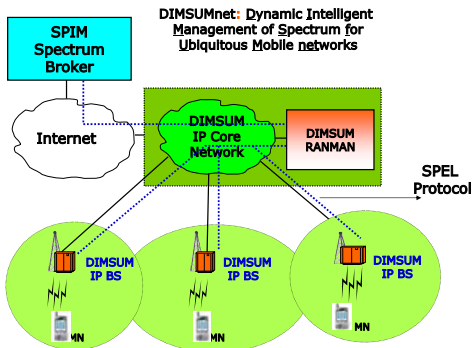 DIMSUMnet: Dynamic Intelligent
Management of Spectrum for
Ubiquitous Mobile networks
SPIM
Spectrum
Broker
Internet
DIMSUM
IP Core
Network
DIMSUM
RANMAN
SPEL
Protocol
DIMSUM
IP BS
DIMSUM
IP BS
DIMSUM
IP BS
MN
MN
MN